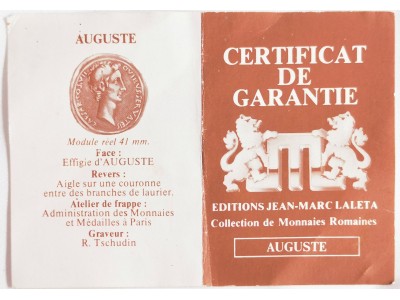 AUGUSTE
Module réel 41 mm.
Face :
Effigie d'AUGUSTE
Revers :
Aigle sur une couronne
entre des branches de laurier.
Atelier de frappe :
Administration des Monnaies
et Médailles à Paris
Graveur :
R. Tschudin
CERTIFICAT
DE
GARANTIE
EDITIONS JEAN-MARC LALETA
Collection de Monnaies Romaines
AUGUSTE